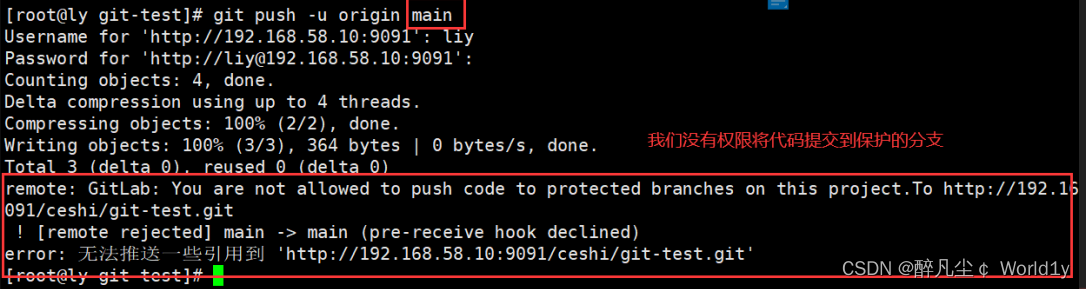 [root@ly git-test]# git push -u origin main
Username for 'http://192.168.58.10:9091': liy
Password for 'http://liy@192.168.58.10:9091':
Counting objects: 4, done.
Delta compression using up to 4 threads.
Compressing objects: 100% (2/2), done.
Writing objects: 100% (3/3), 364 bytes | 0 bytes/s, done.
我们没有权限将代码提交到保护的分支
Total 3 (delta 0), reused 0 (delta 0)
remote: GitLab: You are not allowed to push code to protected branches on this project.To http://192.16
091/ceshi/git-test.git
! [remote rejected] main -> main (pre-receive hook declined)
error: 无法推送一些引用到 'http://192.168.58.10:9091/ceshi/git-test.git'
[root@ly git-test]#
CSDN @醉凡尘¢ World1y